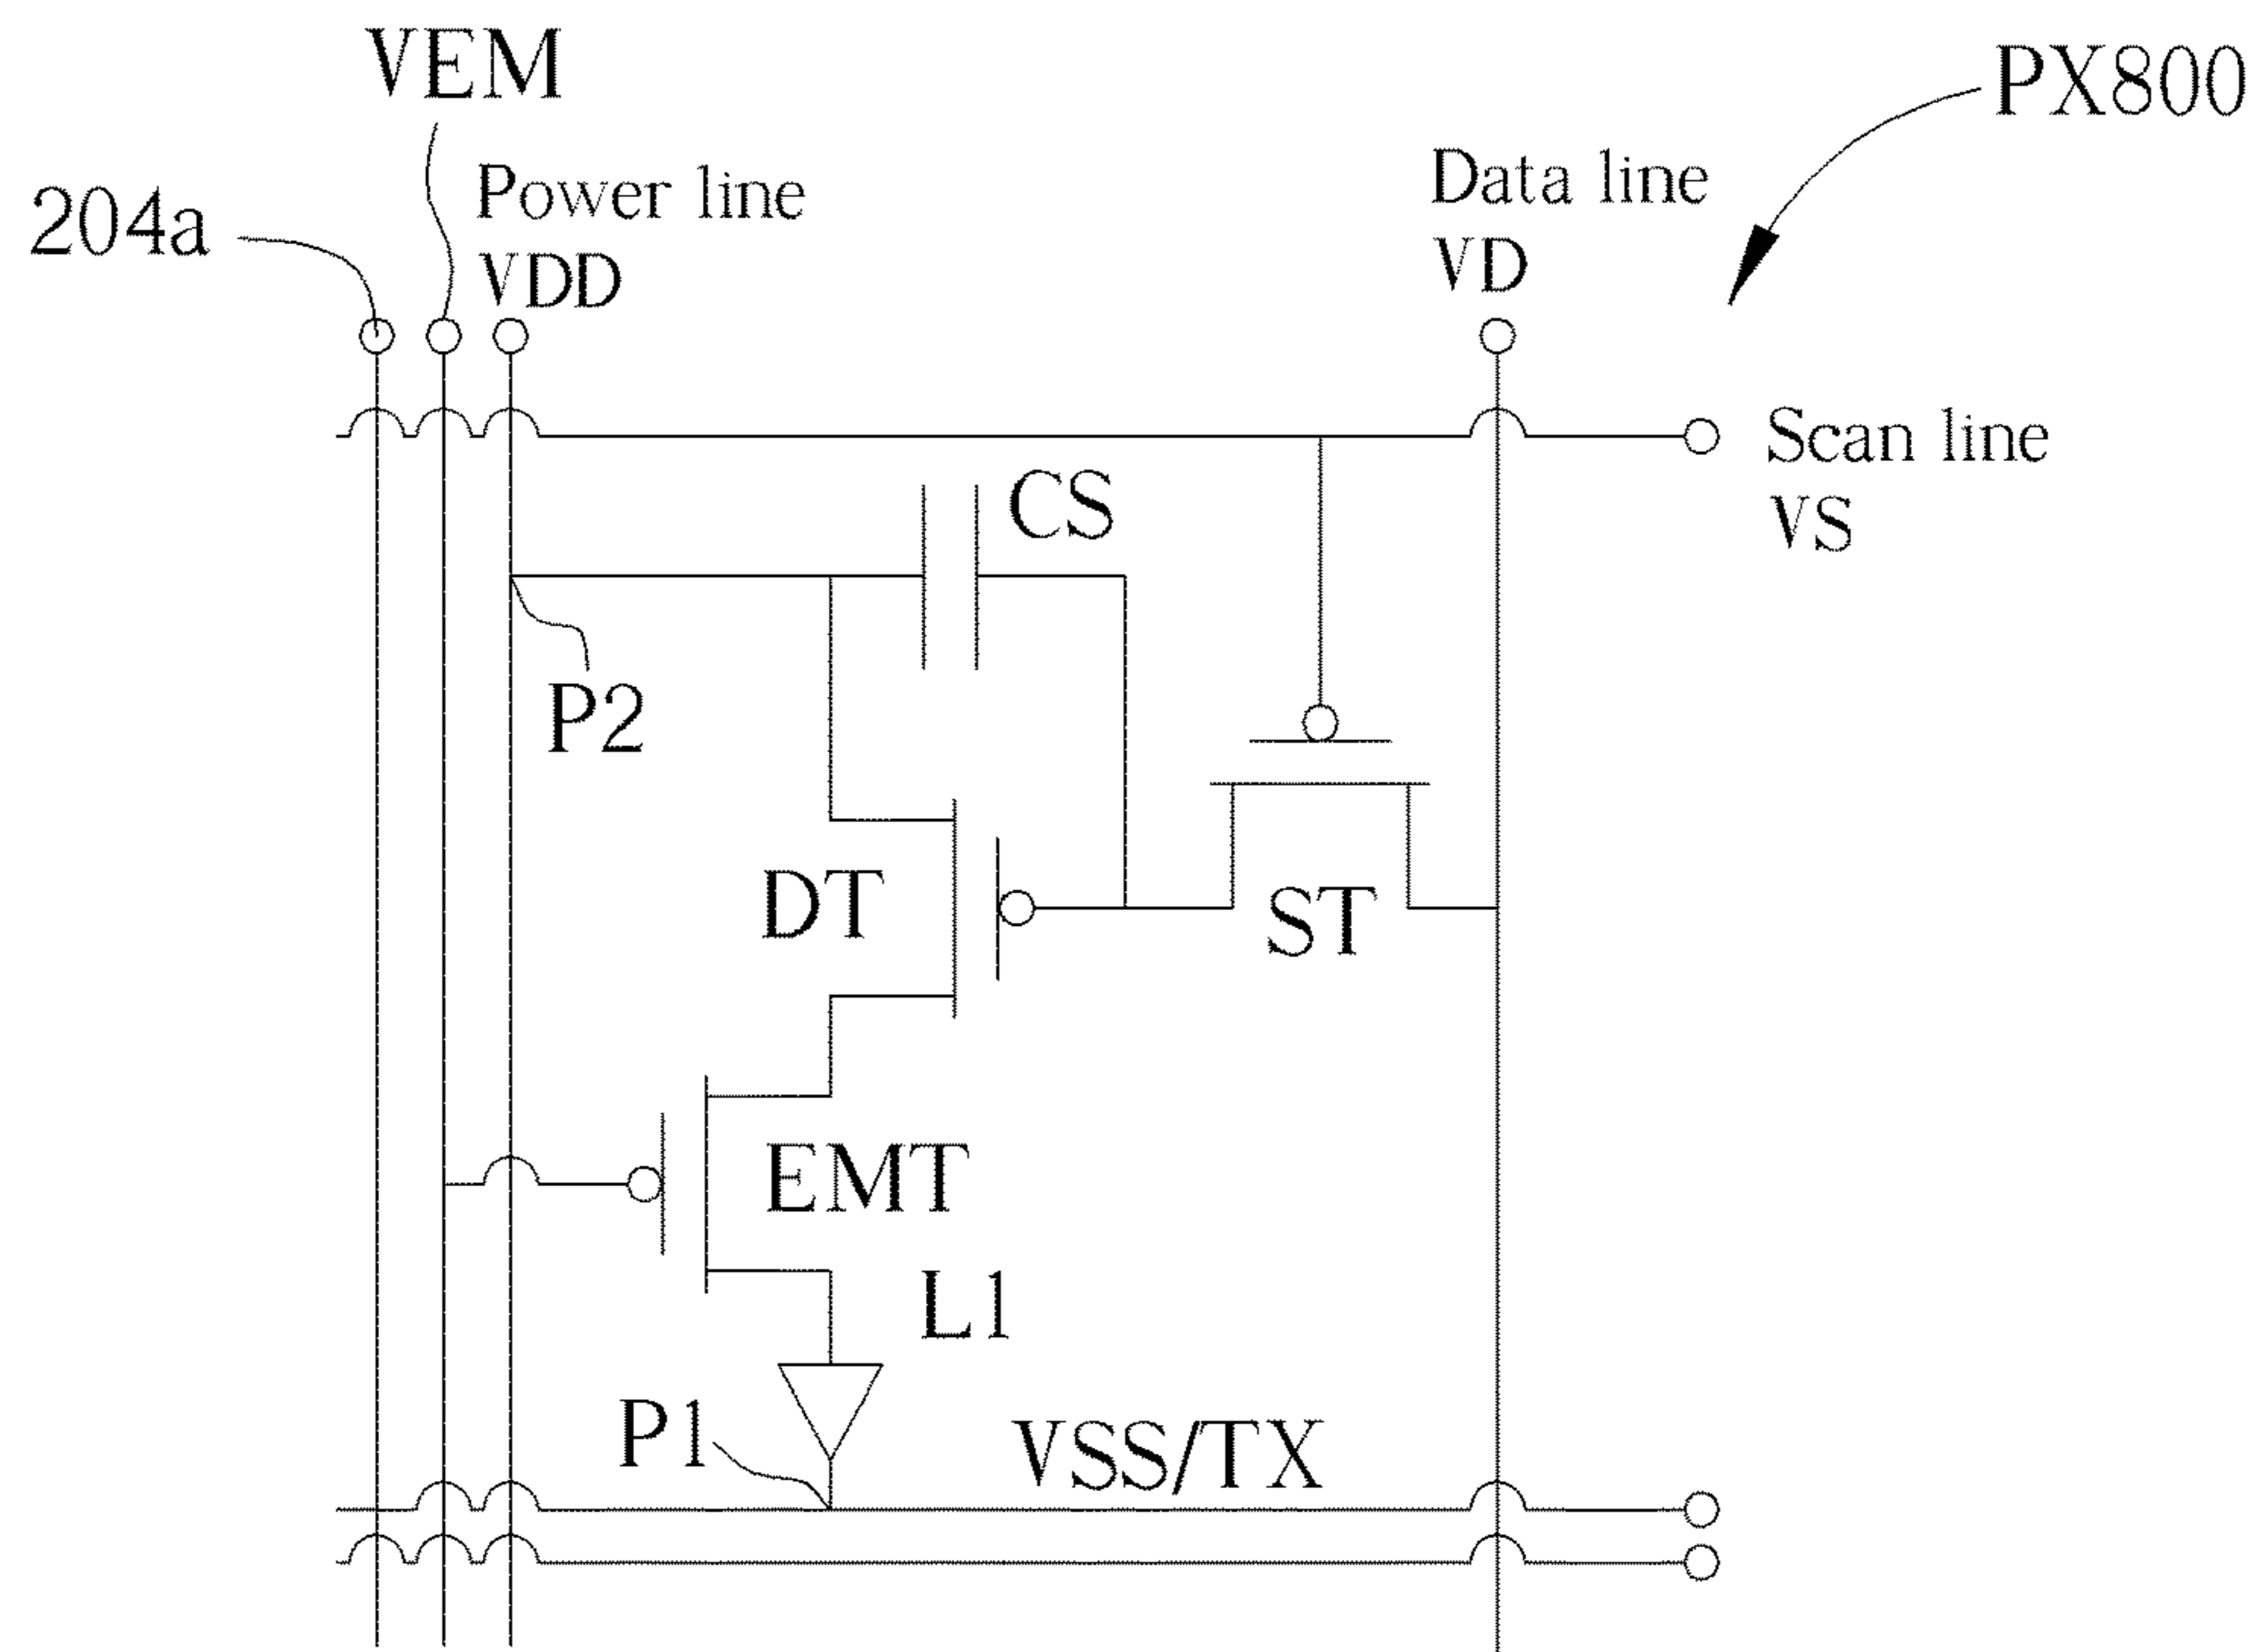 VEM
PX800
Power line
VDD
204a
Data line
VD
Scan line
VS
CS
P2
DT
ST
EMT
L1
P1
VSS/TX